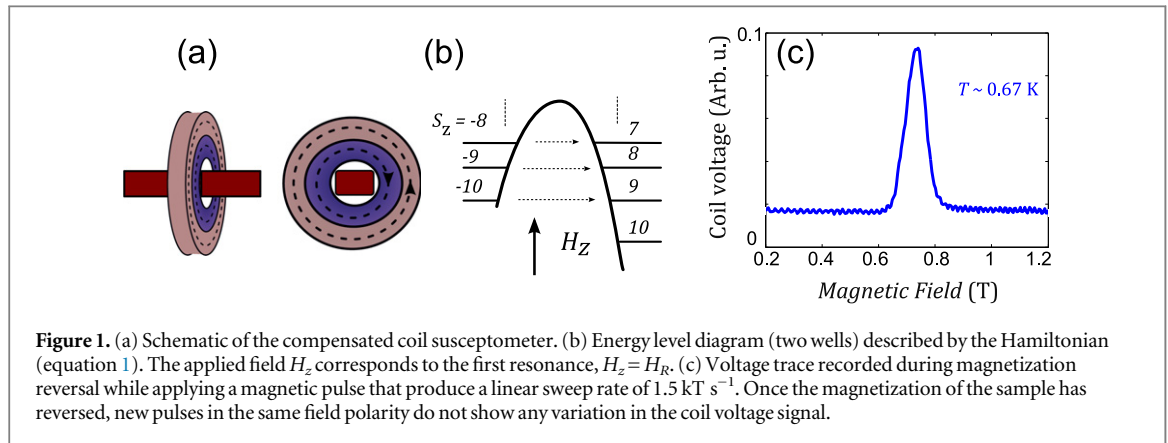 (a)
(b)
(c)
S_z = -8
-9
-10
7
8
9
10
H_Z
0.1
0
Coil voltage (Arb. u.)
T ~ 0.67 K
0.2 0.4 0.6 0.8 1 1.2
Magnetic Field (T)
Figure 1. (a) Schematic of the compensated coil susceptometer. (b) Energy level diagram (two wells) described by the Hamiltonian
(equation 1). The applied field H_z corresponds to the first resonance, H_z = H_R. (c) Voltage trace recorded during magnetization
reversal while applying a magnetic pulse that produce a linear sweep rate of 1.5 kT s⁻¹. Once the magnetization of the sample has
reversed, new pulses in the same field polarity do not show any variation in the coil voltage signal.